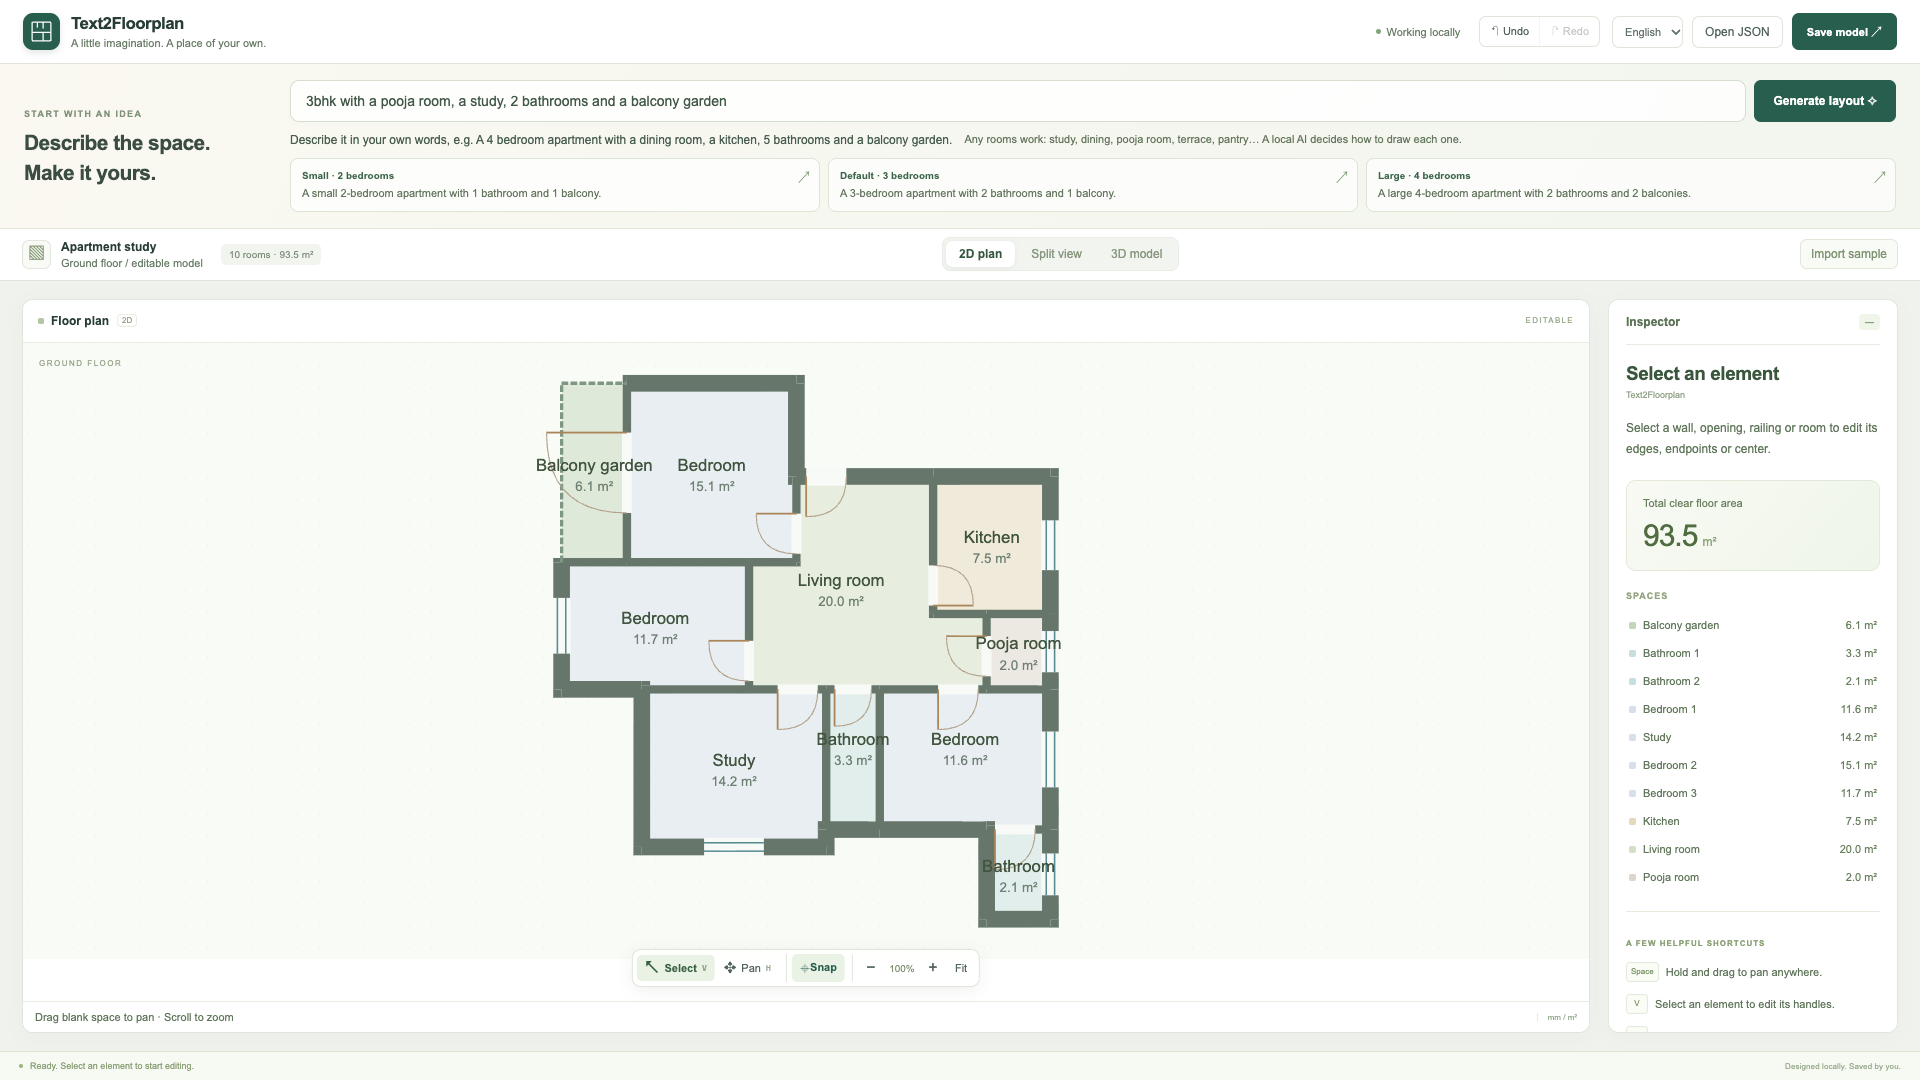 Text2Floorplan
A little imagination. A place of your own.
Working locally
Undo
Redo
English
Open JSON
Save model
START WITH AN IDEA
Describe the space.
Make it yours.
3bhk with a pooja room, a study, 2 bathrooms and a balcony garden
Generate layout
Describe it in your own words, e.g. A 4 bedroom apartment with a dining room, a kitchen, 5 bathrooms and a balcony garden. Any rooms work: study, dining, pooja room, terrace, pantry… A local AI decides how to draw each one.
Small · 2 bedrooms
A small 2-bedroom apartment with 1 bathroom and 1 balcony.
Default · 3 bedrooms
A 3-bedroom apartment with 2 bathrooms and 1 balcony.
Large · 4 bedrooms
A large 4-bedroom apartment with 2 bathrooms and 2 balconies.
Apartment study
Ground floor / editable model
10 rooms · 93.5 m²
2D plan
Split view
3D model
Import sample
Floor plan
2D
EDITABLE
GROUND FLOOR
Balcony garden
6.1 m²
Bedroom
15.1 m²
Kitchen
7.5 m²
Living room
20.0 m²
Bedroom
11.7 m²
Pooja room
2.0 m²
Study
14.2 m²
Bathroom
3.3 m²
Bedroom
11.6 m²
Bathroom
2.1 m²
Select V
Pan H
Snap
− 100% +
Fit
Drag blank space to pan · Scroll to zoom
mm / m²
Inspector
Select an element
Text2Floorplan
Select a wall, opening, railing or room to edit its
edges, endpoints or center.
Total clear floor area
93.5 m²
SPACES
Balcony garden 6.1 m²
Bathroom 1 3.3 m²
Bathroom 2 2.1 m²
Bedroom 1 11.6 m²
Study 14.2 m²
Bedroom 2 15.1 m²
Bedroom 3 11.7 m²
Kitchen 7.5 m²
Living room 20.0 m²
Pooja room 2.0 m²
A FEW HELPFUL SHORTCUTS
Space Hold and drag to pan anywhere.
V Select an element to edit its handles.
Ready. Select an element to start editing.
Designed locally. Saved by you.